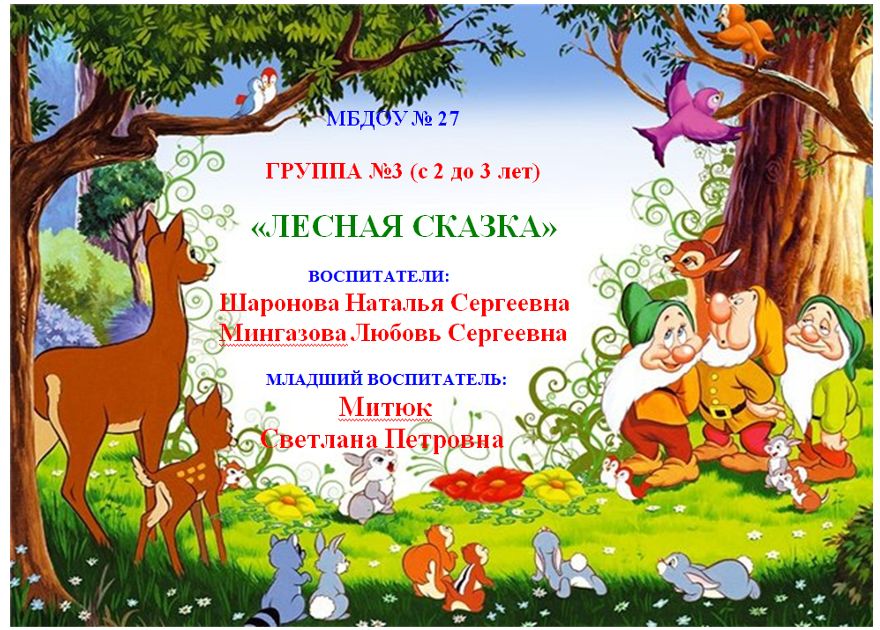 МБДОУ № 27
ГРУППА №3 (с 2 до 3 лет)
«ЛЕСНАЯ СКАЗКА»
ВОСПИТАТЕЛИ:
Шаронова Наталья Сергеевна
Мингазова Любовь Сергеевна
МЛАДШИЙ ВОСПИТАТЕЛЬ:
Митюк
Светлана Петровна